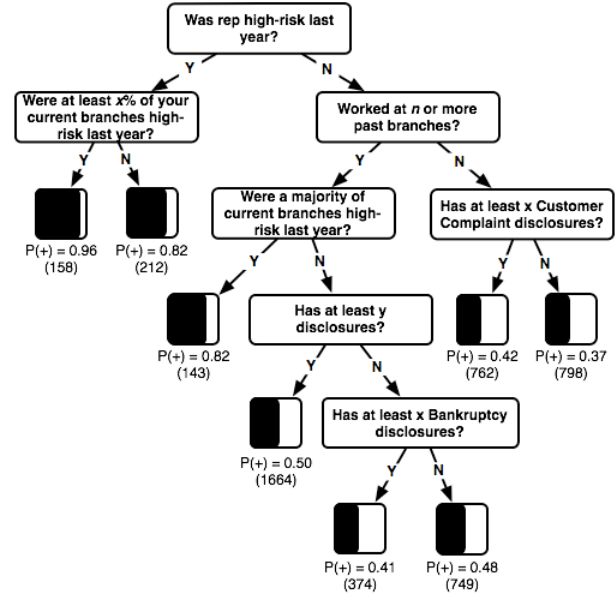 Was rep high-risk last
year?
Y
N
Were at least x% of your
current branches high-
risk last year?
Worked at n or more
past branches?
Y
N
Y
N
Were a majority of
current branches high-
risk last year?
Has at least x Customer
Complaint disclosures?
P(+) = 0.96
(158)
P(+) = 0.82
(212)
Y
N
Y
N
Has at least y
disclosures?
P(+) = 0.82
(143)
P(+) = 0.42
(762)
P(+) = 0.37
(798)
Y
N
Has at least x Bankruptcy
disclosures?
P(+) = 0.50
(1664)
Y
N
P(+) = 0.41
(374)
P(+) = 0.48
(749)